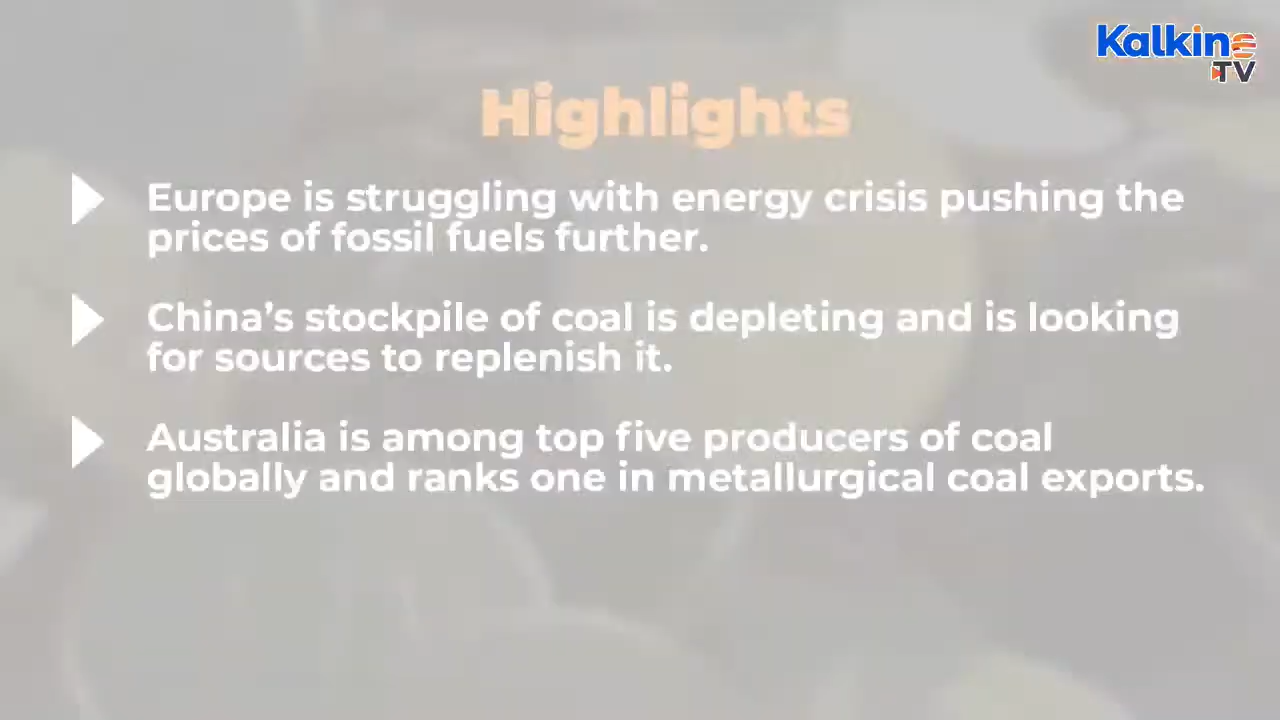 Kalkine
TV
Highlights
Europe is struggling with energy crisis pushing the
prices of fossil fuels further.
China's stockpile of coal is depleting and is looking
for sources to replenish it.
Australia is among top five producers of coal
globally and ranks one in metallurgical coal exports.